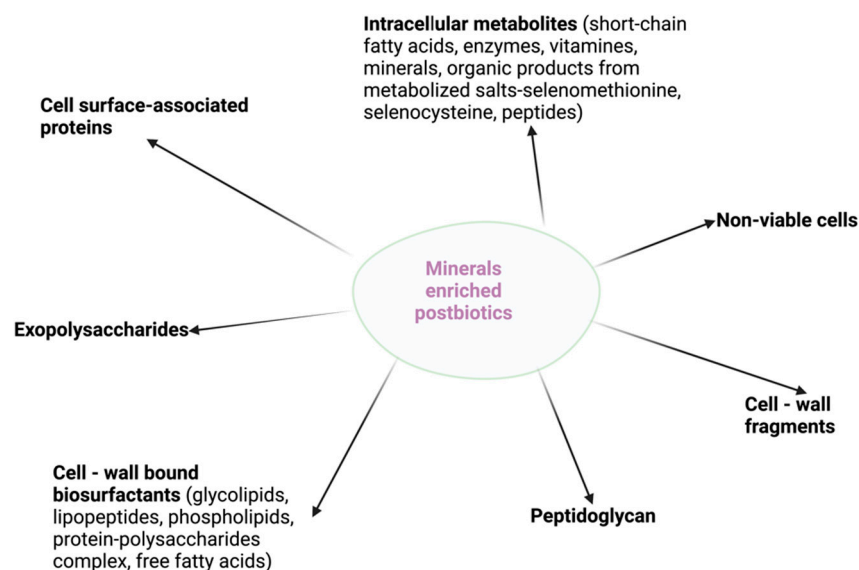 Intracellular metabolites (short-chain
fatty acids, enzymes, vitamines,
minerals, organic products from
metabolized salts-selenomethionine,
selenocysteine, peptides)
Cell surface-associated
proteins
Non-viable cells
Minerals
enriched
postbiotics
Exopolysaccharides
Cell - wall
fragments
Cell - wall bound
biosurfactants (glycolipids,
lipopeptides, phospholipids,
protein-polysaccharides
complex, free fatty acids)
Peptidoglycan